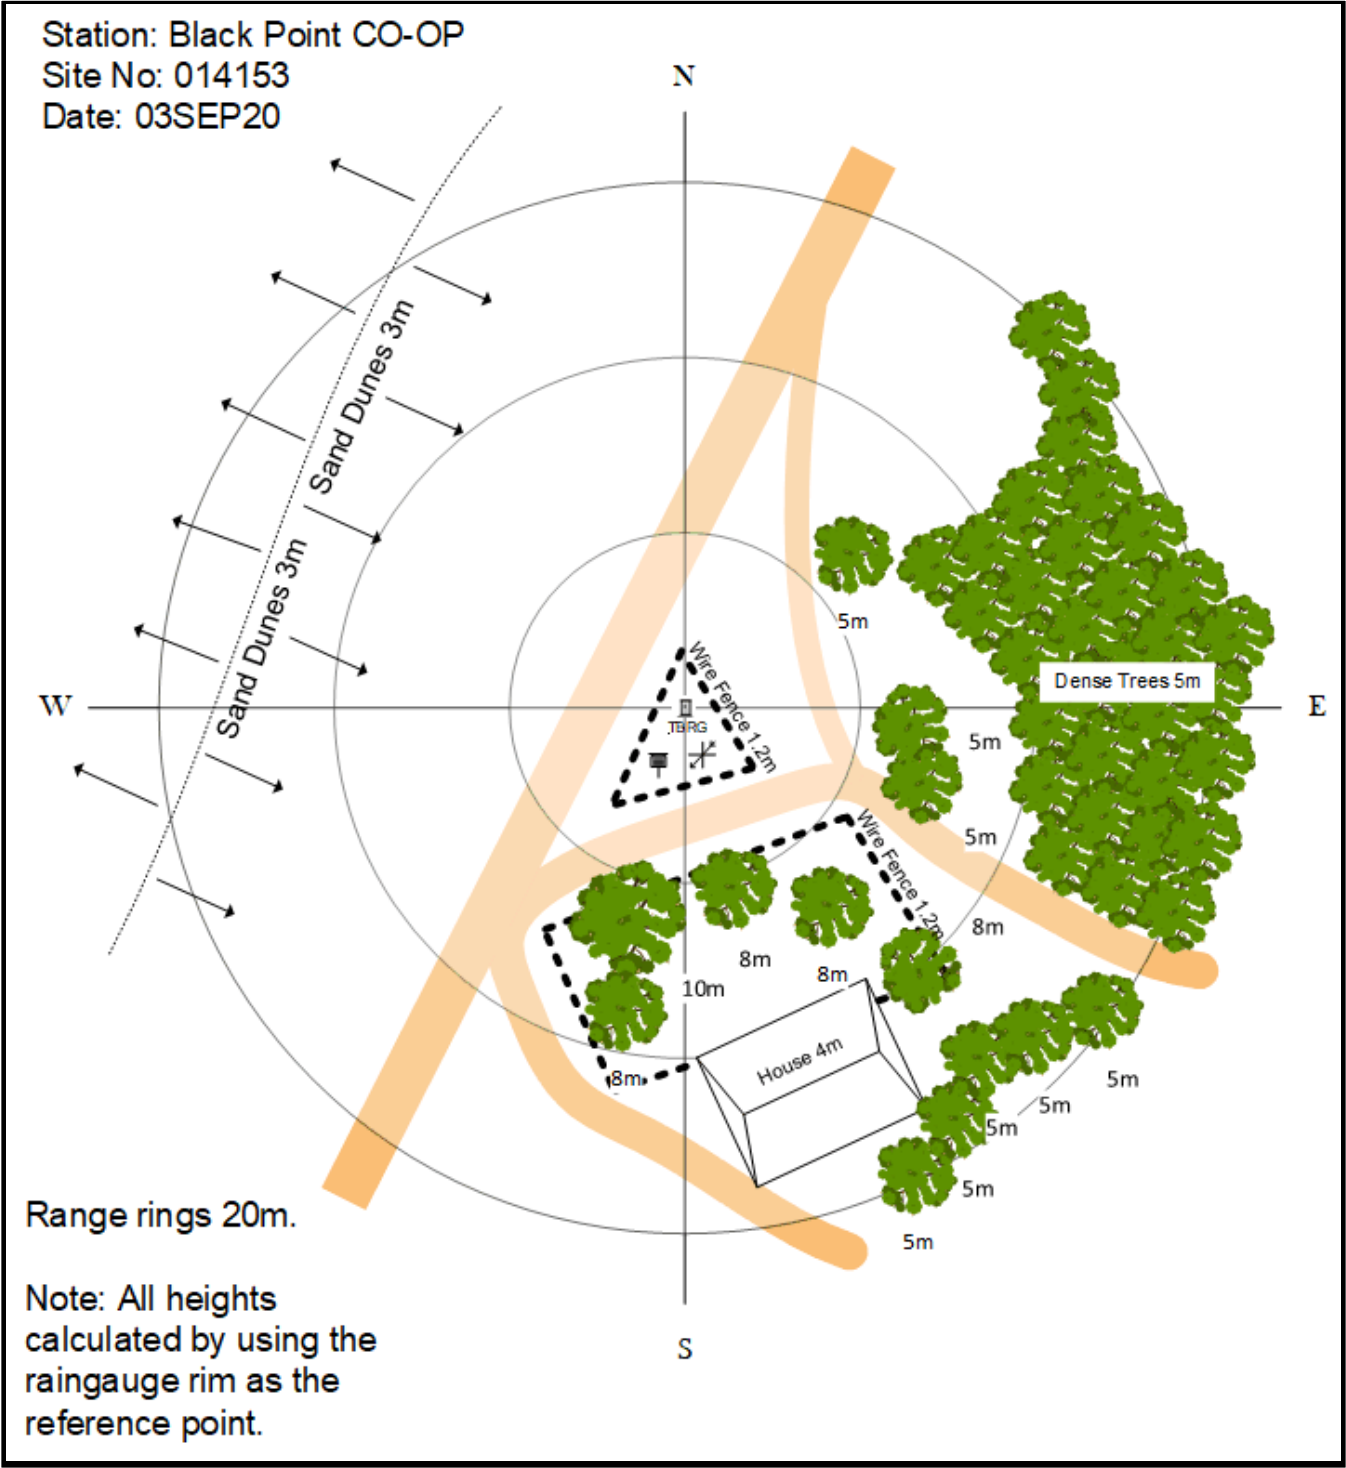 Station: Black Point CO-OP
Site No: 014153
Date: 03SEP20
N
Sand Dunes 3m
Sand Dunes 3m
5m
Wire Fence 1.2m
Dense Trees 5m
W
E
TBRG
5m
Wire Fence 1.2m
5m
8m
8m
8m
10m
House 4m
8m
5m
5m
5m
5m
5m
Range rings 20m.
Note: All heights
calculated by using the
raingauge rim as the
reference point.
S